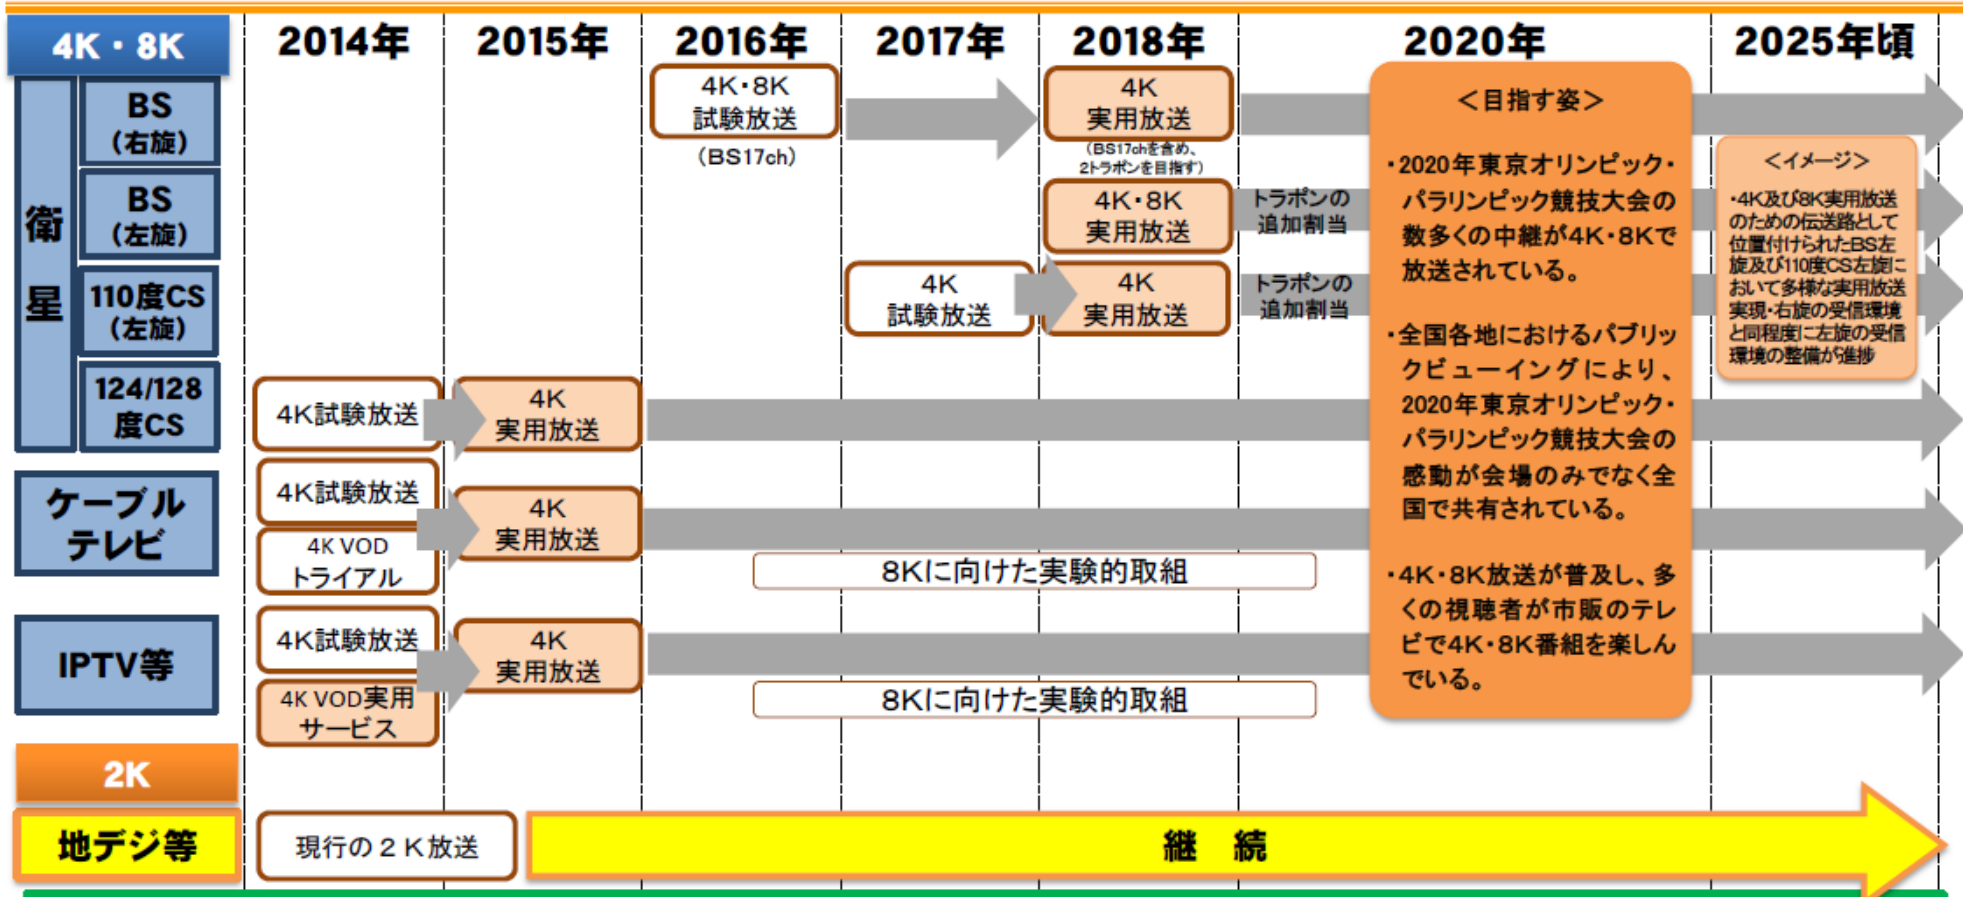 4K・8K
2014年
2015年
2016年
2017年
2018年
2020年
2025年頃
衛星
BS
（右旋）
4K・8K
試験放送
（BS17ch）
4K
実用放送
（BS17chを含め、
2トラポンを目指す）
BS
（左旋）
4K・8K
実用放送
トラポンの
追加割当
110度CS
（左旋）
4K
試験放送
4K
実用放送
トラポンの
追加割当
124/128
度CS
4K試験放送
4K
実用放送
ケーブル
テレビ
4K試験放送
4K VOD
トライアル
4K
実用放送
8Kに向けた実験的取組
IPTV等
4K試験放送
4K VOD実用
サービス
4K
実用放送
8Kに向けた実験的取組
＜目指す姿＞
・2020年東京オリンピック・
パラリンピック競技大会の
数多くの中継が4K・8Kで
放送されている。
・全国各地におけるパブリッ
クビューイングにより、
2020年東京オリンピック・
パラリンピック競技大会の
感動が会場のみでなく全
国で共有されている。
・4K・8K放送が普及し、多
くの視聴者が市販のテレ
ビで4K・8K番組を楽しん
でいる。
＜イメージ＞
・4K及び8K実用放送
のための伝送路として
位置付けられたBS左
旋及び110度CS左旋に
おいて多様な実用放送
実現・右旋の受信環境
と同程度に左旋の受信
環境の整備が進捗
2K
地デジ等
現行の２Ｋ放送
継　続